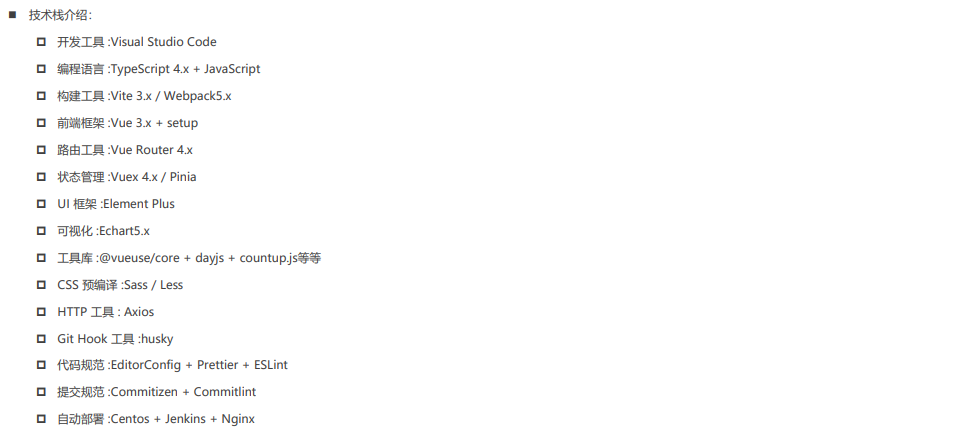 ■ 技术栈介绍：
开发工具 :Visual Studio Code
编程语言 :TypeScript 4.x + JavaScript
构建工具 :Vite 3.x / Webpack5.x
前端框架 :Vue 3.x + setup
路由工具 :Vue Router 4.x
状态管理 :Vuex 4.x / Pinia
UI 框架 :Element Plus
可视化 :Echart5.x
工具库 :@vueuse/core + dayjs + countup.js等等
CSS 预编译 :Sass / Less
HTTP 工具 : Axios
Git Hook 工具 :husky
代码规范 :EditorConfig + Prettier + ESLint
提交规范 :Commitizen + Commitlint
自动部署 :Centos + Jenkins + Nginx